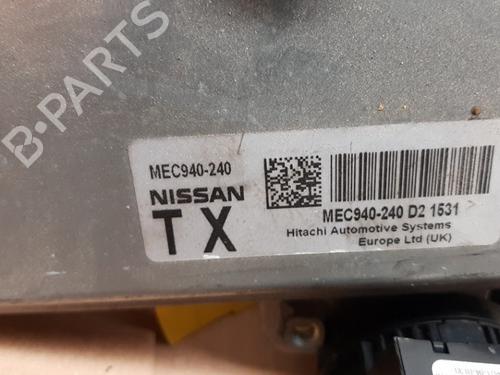 B-PARTS
MEC940-240
NISSAN
TX
MEC940-240 D2 1531
Hitachi Automotive Systems
Europe Ltd (UK)